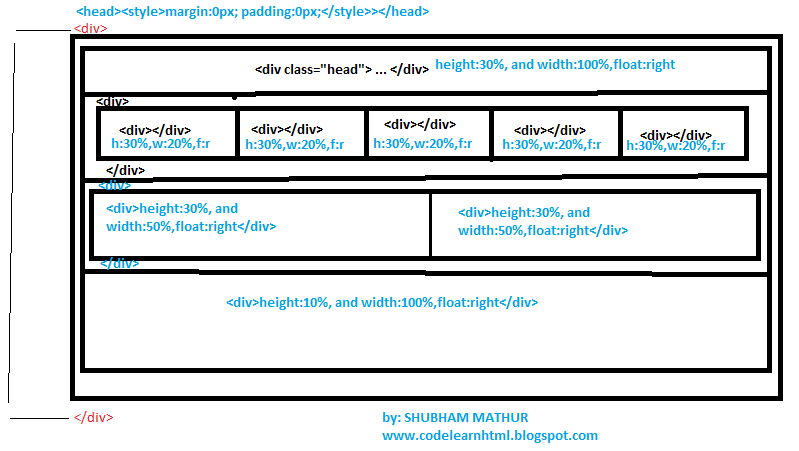 <head><style>margin:0px; padding:0px;</style>></head>
<div>
<div class="head"> ... </div> height:30%, and width:100%,float:right
<div>
<div></div> <div></div> <div></div> <div></div> <div></div>
h:30%,w:20%,f:r h:30%,w:20%,f:r h:30%,w:20%,f:r h:30%,w:20%,f:r h:30%,w:20%,f:r
</div>
<div>
<div>height:30%, and
width:50%,float:right</div>
<div>height:30%, and
width:50%,float:right</div>
</div>
<div>height:10%, and width:100%,float:right</div>
</div>
by: SHUBHAM MATHUR
www.codelearnhtml.blogspot.com